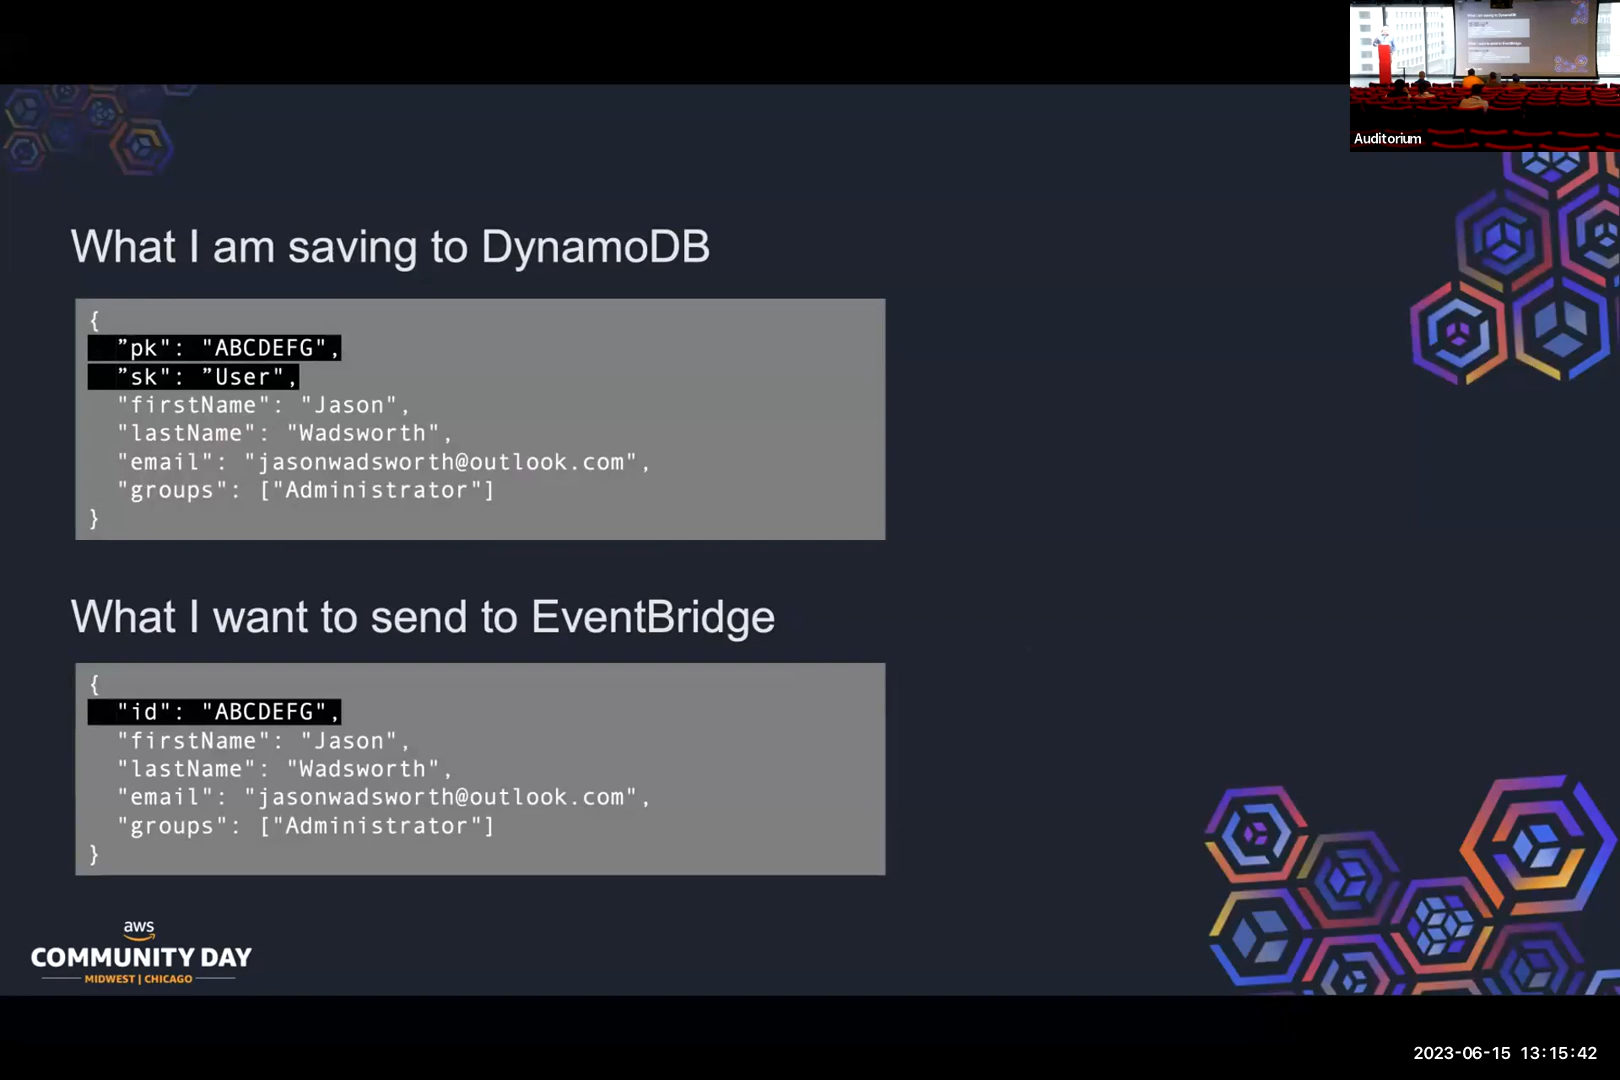 Auditorium
What I am saving to DynamoDB
{
”pk": "ABCDEFG",
”sk": ”User",
"firstName": "Jason",
"lastName": "Wadsworth",
"email": "jasonwadsworth@outlook.com",
"groups": ["Administrator"]
}
What I want to send to EventBridge
{
"id": "ABCDEFG",
"firstName": "Jason",
"lastName": "Wadsworth",
"email": "jasonwadsworth@outlook.com",
"groups": ["Administrator"]
}
aws
COMMUNITY DAY
MIDWEST | CHICAGO
2023-06-15 13:15:42